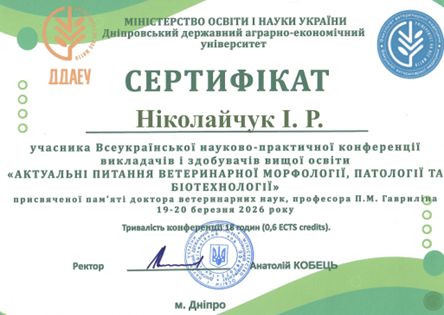 МІНІСТЕРСТВО ОСВІТИ І НАУКИ УКРАЇНИ
Дніпровський державний аграрно-економічний
університет
ДДАЕУ
СЕРТИФІКАТ
Ніколайчук І. Р.
учасника Всеукраїнської науково-практичної конференції
викладачів і здобувачів вищої освіти
«АКТУАЛЬНІ ПИТАННЯ ВЕТЕРИНАРНОЇ МОРФОЛОГІЇ, ПАТОЛОГІЇ ТА
БІОТЕХНОЛОГІЇ»
присвяченої пам'яті доктора ветеринарних наук, професора П.М. Гавриліна
19-20 березня 2026 року
Тривалість конференції 18 годин (0,6 ECTS credits).
Ректор Анатолій КОБЕЦЬ
м. Дніпро